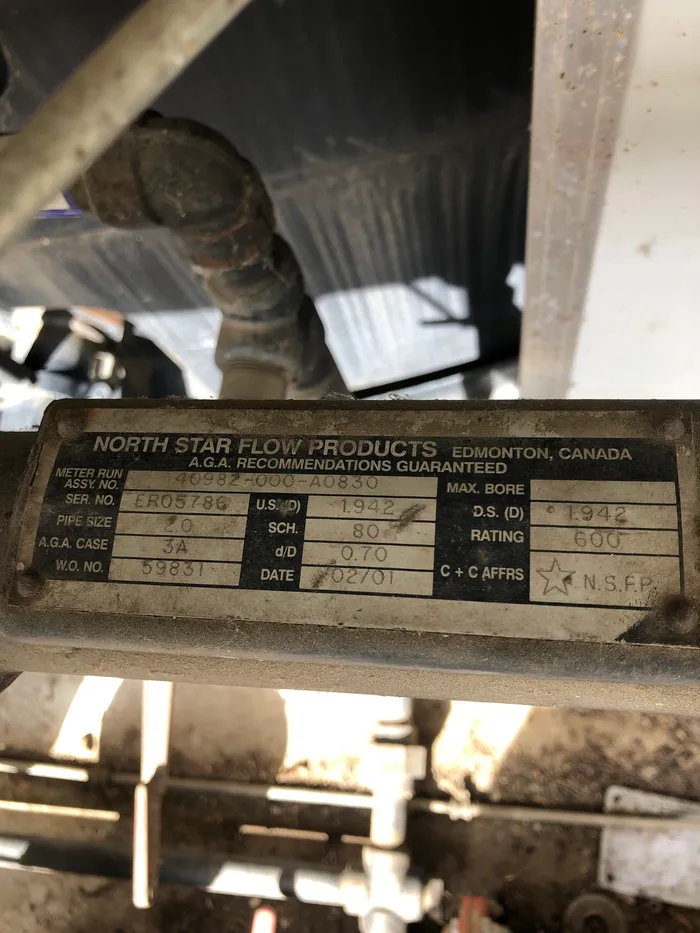 NORTH STAR FLOW PRODUCTS EDMONTON, CANADA
A.G.A. RECOMMENDATIONS GUARANTEED
METER RUN ASSY. NO. 40982-000-A0830 MAX. BORE
SER. NO. ER05786 U.S. (D) 1.942 D.S. (D) 1.942
PIPE SIZE 2.0 SCH. 80 RATING 600
A.G.A. CASE 3A d/D 0.70
W.O. NO. 59831 DATE 02/01 C + C AFFRS N.S.F.P.